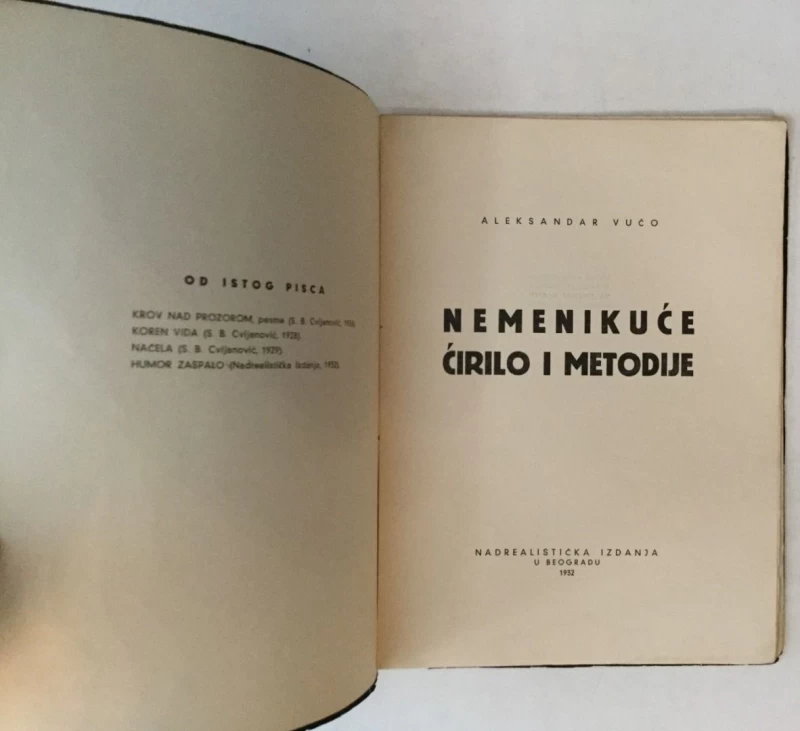 OD ISTOG PISCA
KROV NAD PROZOROM, pesme (S. B. Cvijanović,
KOREN VIDA (S. B. Cvijanović, 1928).
NAČELA (S. B. Cvijanović, 1929).
HUMOR ZASPALO (Nadrealistička izdanja, 1932).
ALEKSANDAR VUČO
NEMENIKUĆE
ĆIRILO I METODIJE
NADREALISTIČKA IZDANJA
U BEOGRADU
1932